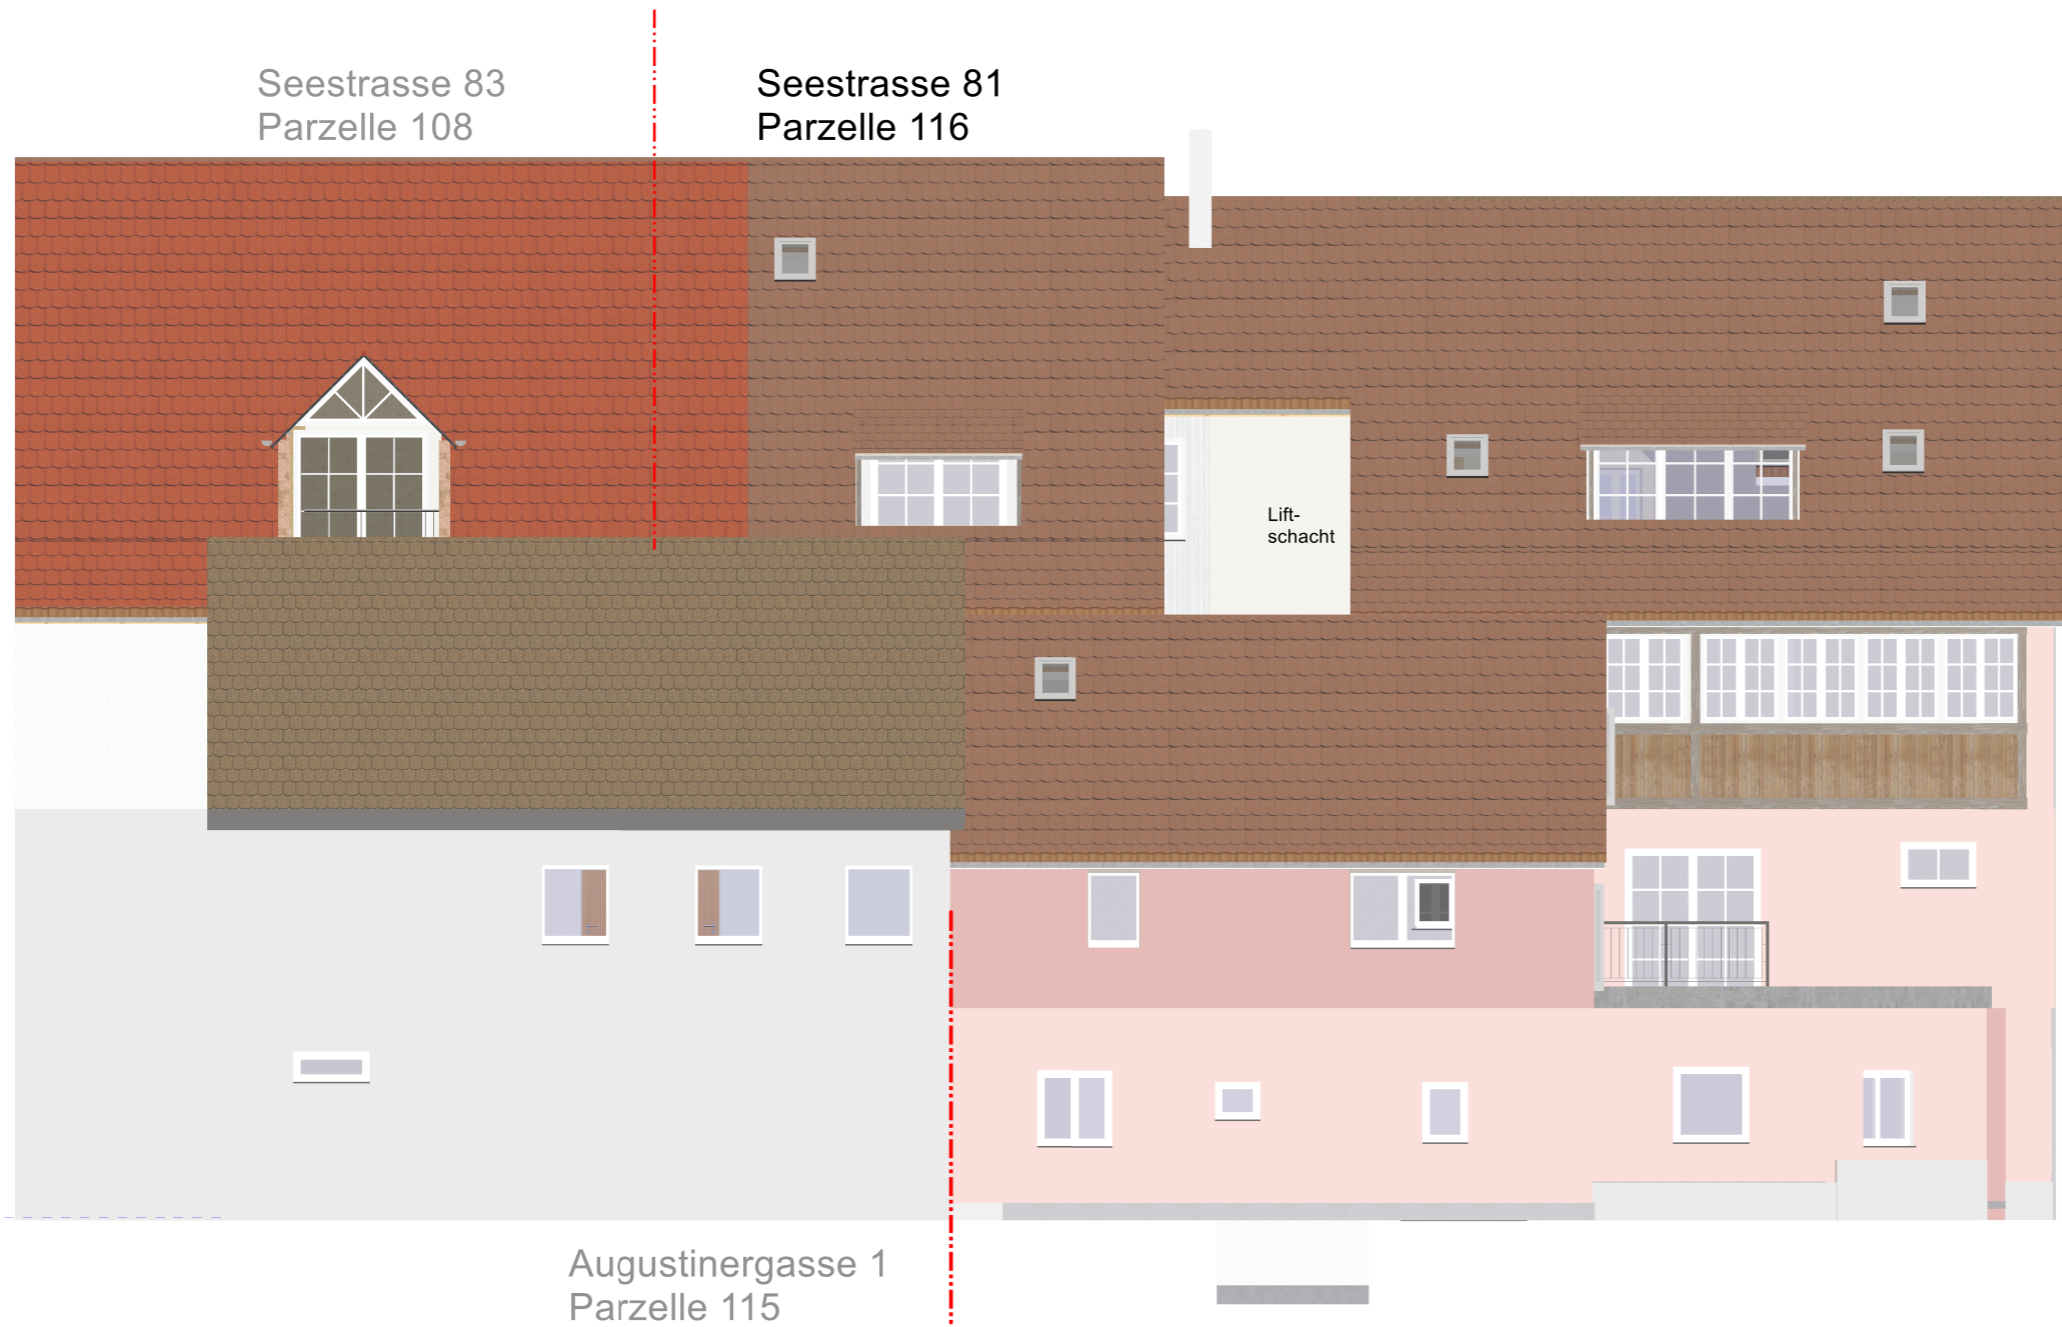 Seestrasse 83
Parzelle 108
Seestrasse 81
Parzelle 116
Lift-
schacht
Augustinergasse 1
Parzelle 115